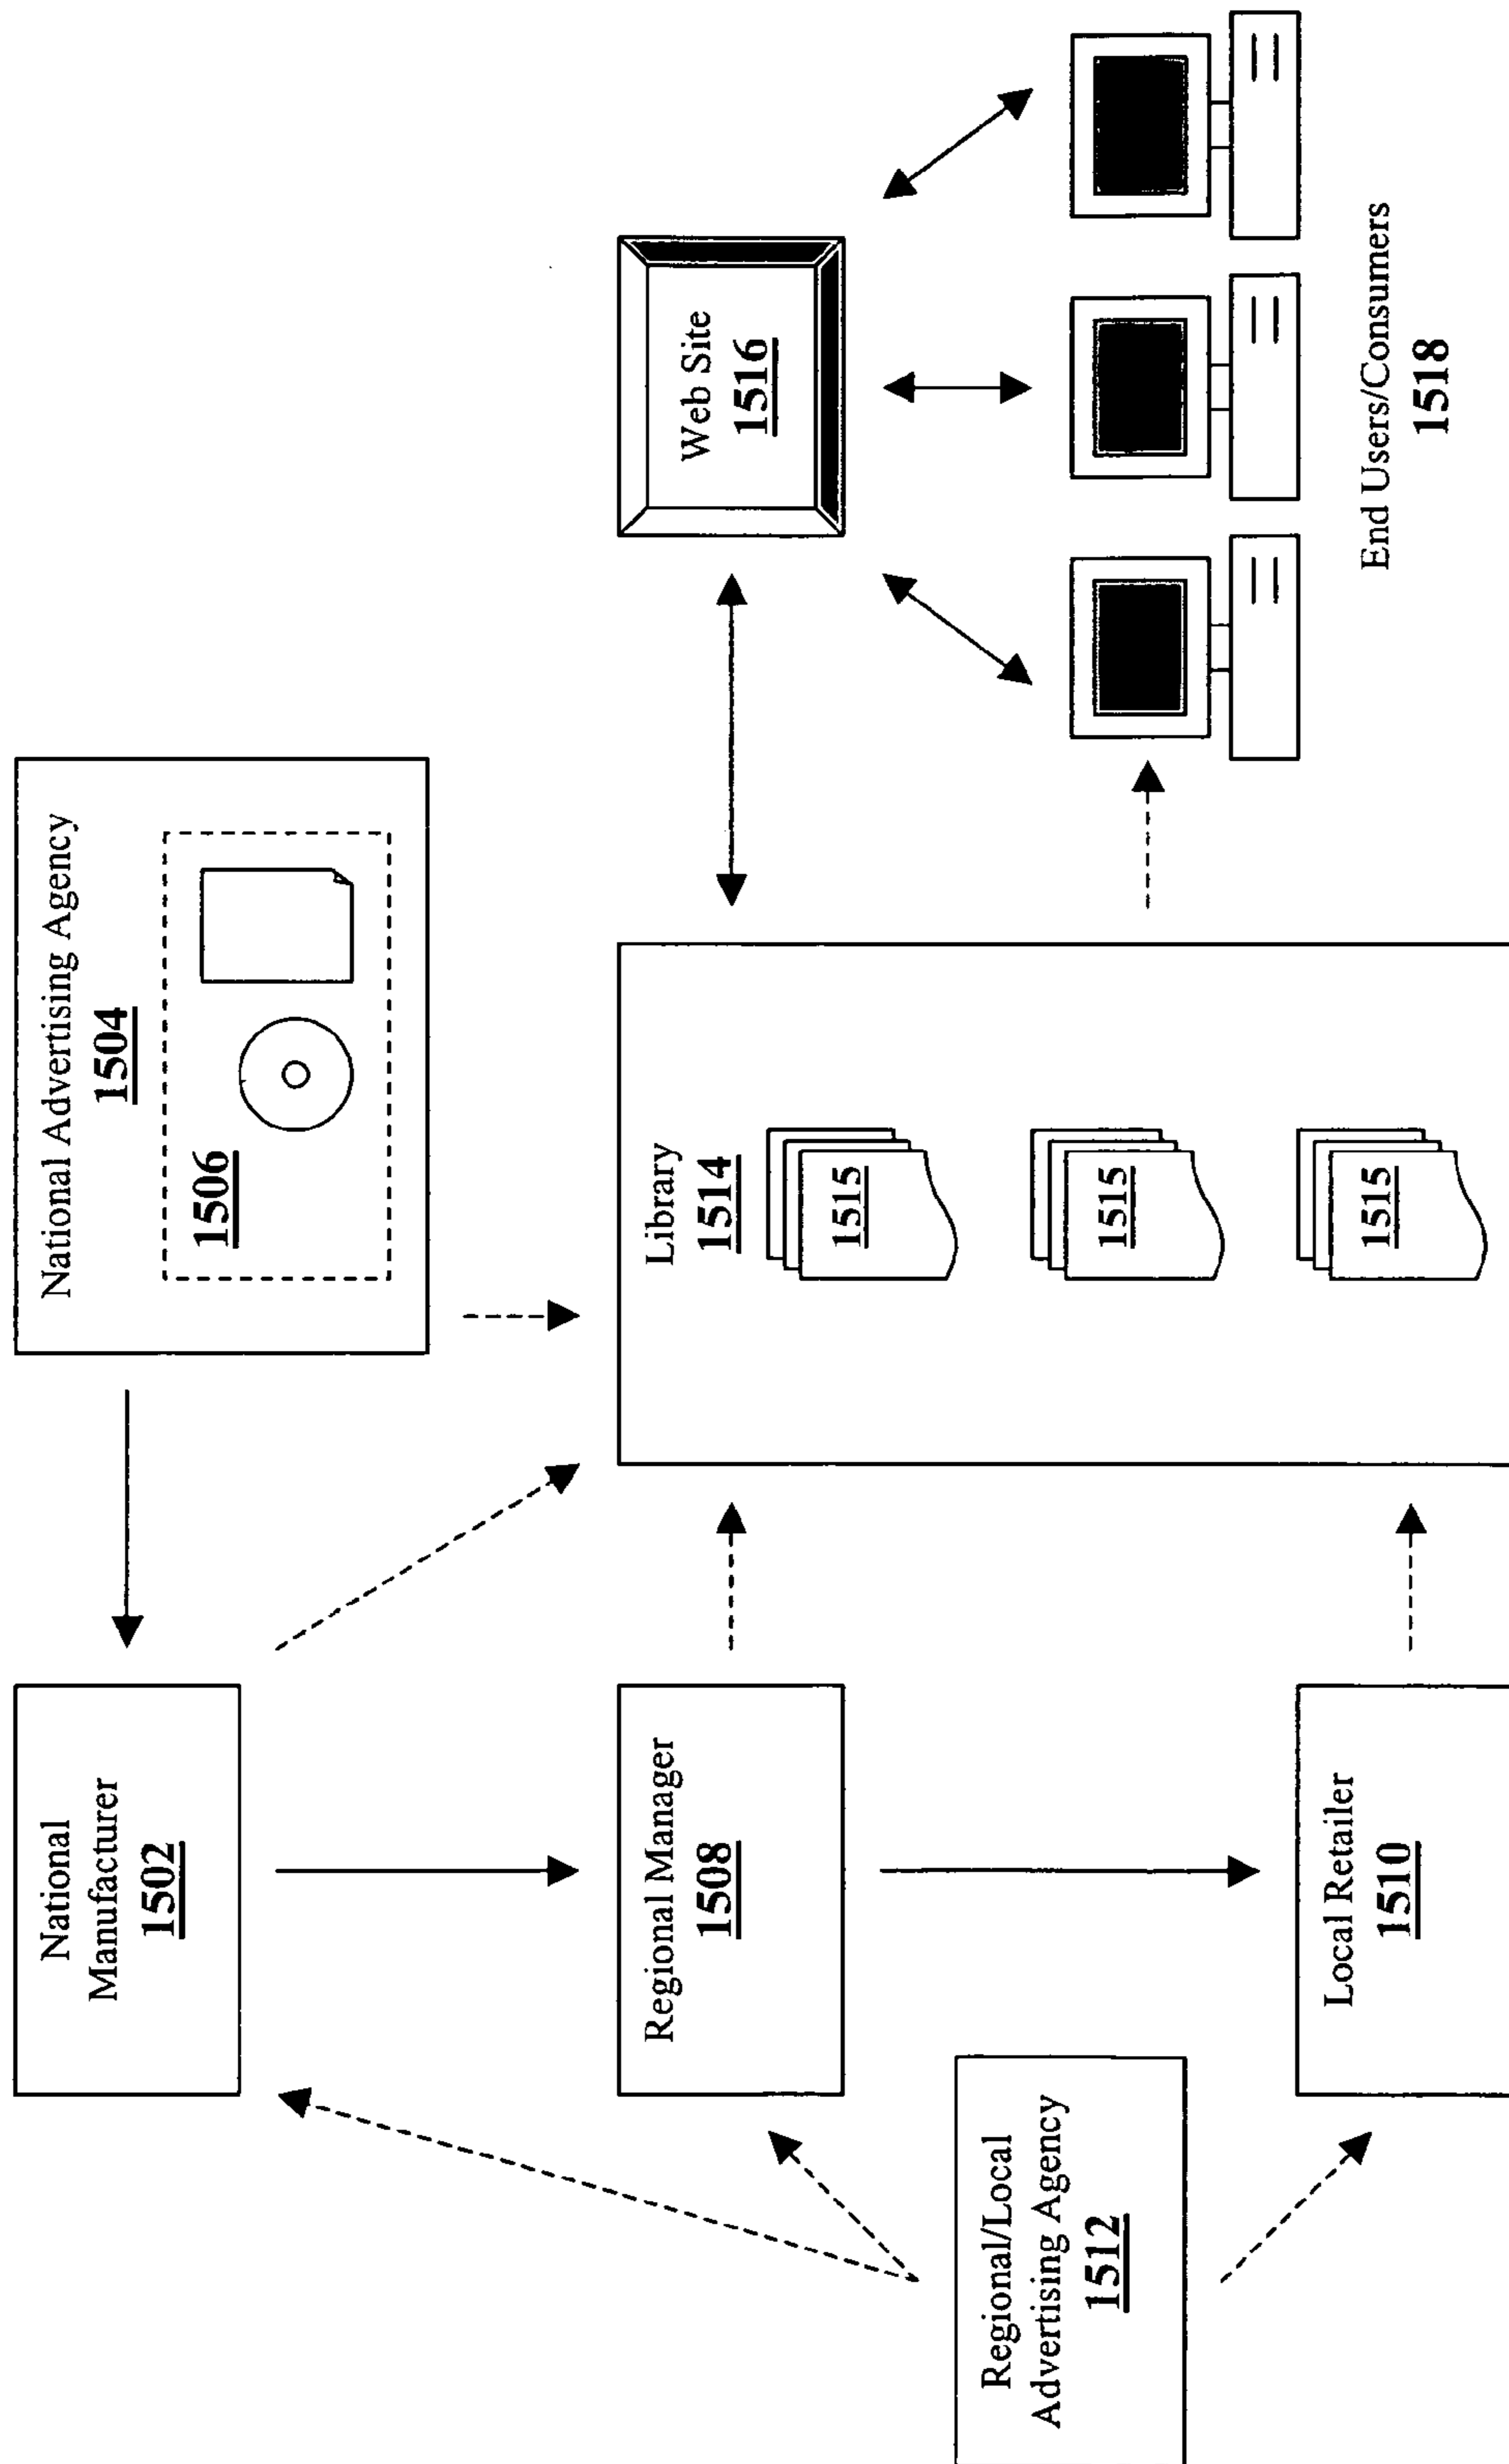 National
Manufacturer
1502
National Advertising Agency
1504
1506
Regional Manager
1508
Library
1514
1515
1515
1515
Web Site
1516
Regional/Local
Advertising Agency
1512
Local Retailer
1510
End Users/Consumers
1518